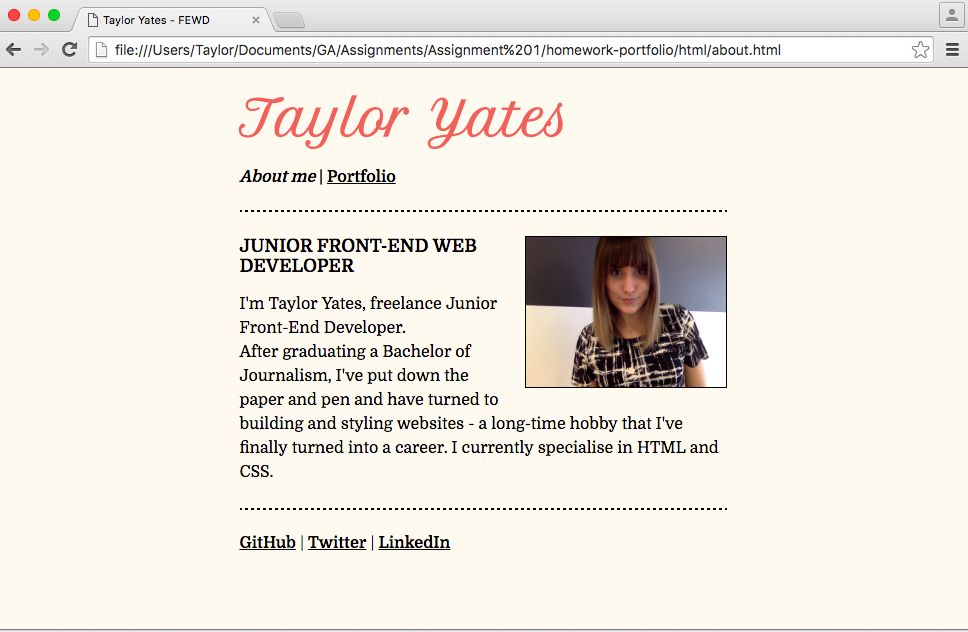 Taylor Yates - FEWD
file:///Users/Taylor/Documents/GA/Assignments/Assignment%201/homework-portfolio/html/about.html
Taylor Yates
About me | Portfolio
JUNIOR FRONT-END WEB
DEVELOPER
I'm Taylor Yates, freelance Junior
Front-End Developer.
After graduating a Bachelor of
Journalism, I've put down the
paper and pen and have turned to
building and styling websites - a long-time hobby that I've
finally turned into a career. I currently specialise in HTML and
CSS.
GitHub | Twitter | LinkedIn